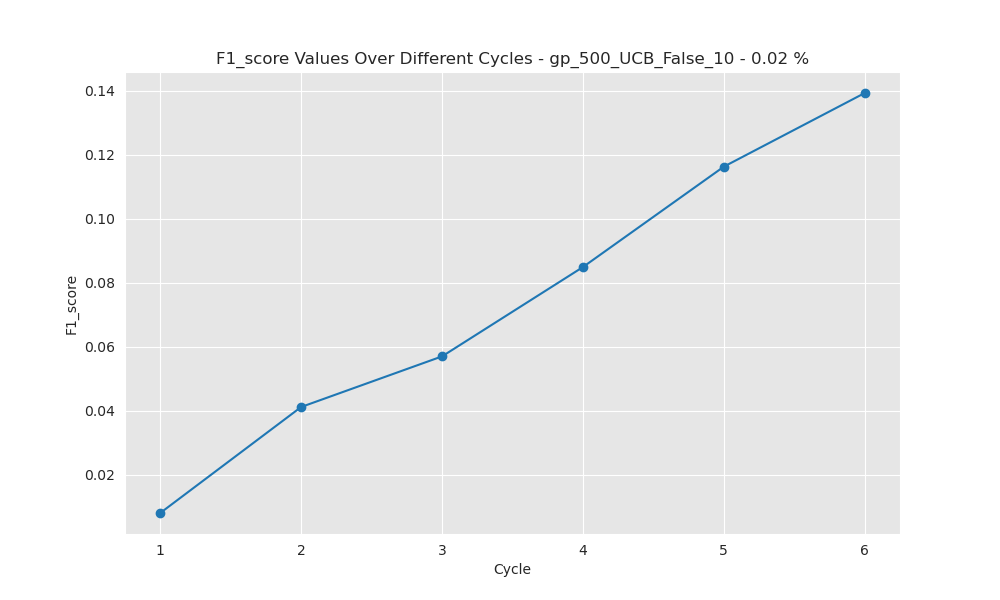 F1_score Values Over Different Cycles - gp_500_UCB_False_10 - 0.02 %
0.14
0.12
0.10
0.08
0.06
0.04
0.02
F1_score
1 2 3 4 5 6
Cycle